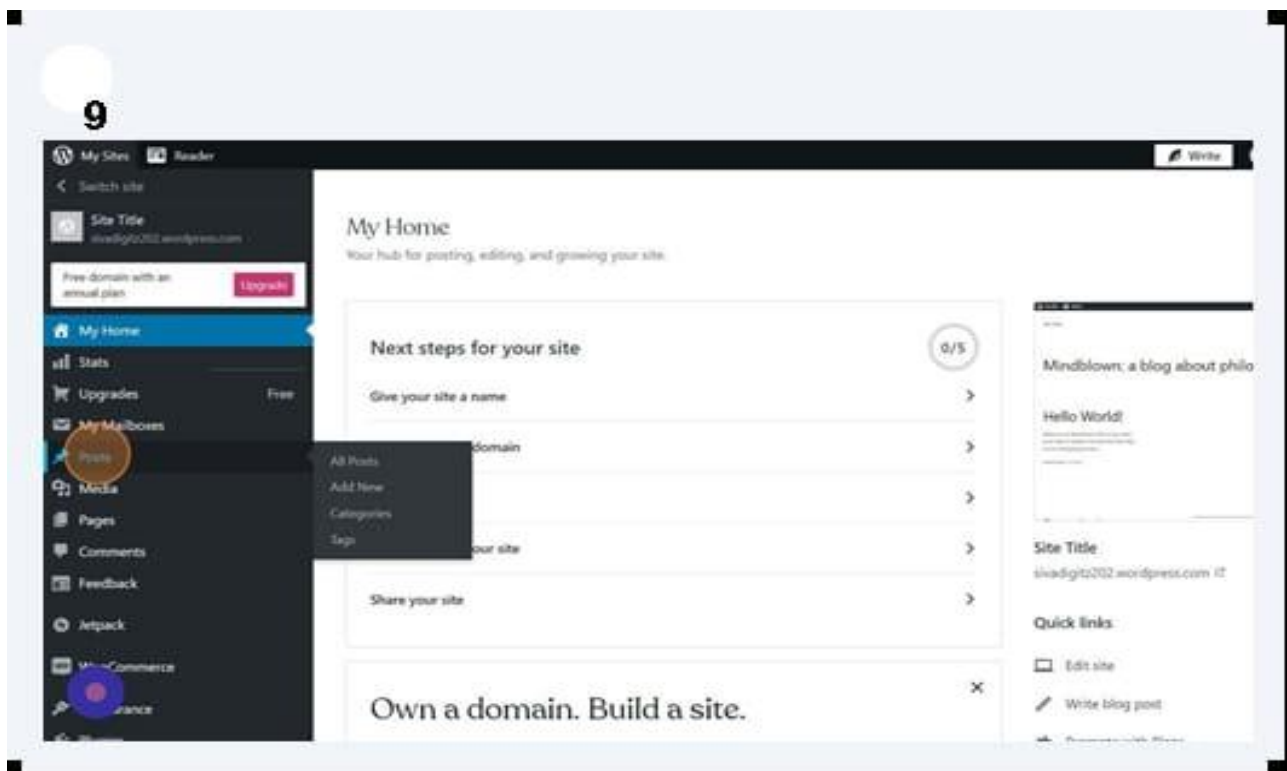 9
My Sites Reader Write
Switch site
Site Title
sivadigitz202.wordpress.com
Free domain with an
annual plan
Upgrade
My Home
Stats
Upgrades Free
My Mailboxes
Posts
Media
Pages
Comments
Feedback
Jetpack
WooCommerce
All Posts
Add New
Categories
Tags
My Home
Your hub for posting, editing, and growing your site.
Next steps for your site 0/5
Give your site a name
domain
our site
Share your site
Own a domain. Build a site.
Mindblown: a blog about philo
Hello World!
Site Title
sivadigitz202.wordpress.com
Quick links
Edit site
Write blog post